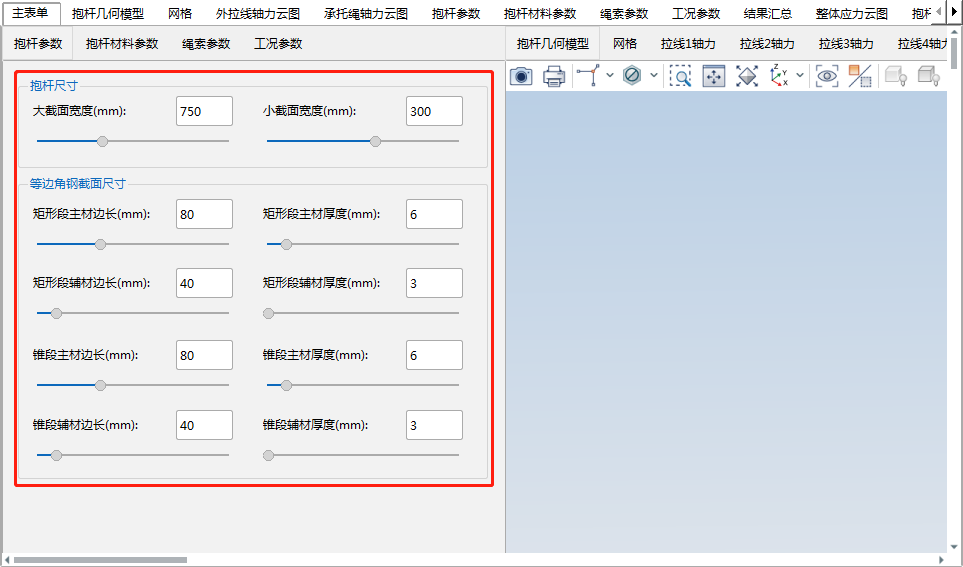 主表单 抱杆几何模型 网格 外拉线轴力云图 承托绳轴力云图 抱杆参数 抱杆材料参数 绳索参数 工况参数 结果汇总 整体应力云图
抱杆参数 抱杆材料参数 绳索参数 工况参数 抱杆几何模型 网格 拉线1轴力 拉线2轴力 拉线3轴力 拉线4轴力
抱杆尺寸
大截面宽度(mm): 750 小截面宽度(mm): 300
等边角钢截面尺寸
矩形段主材边长(mm): 80 矩形段主材厚度(mm): 6
矩形段辅材边长(mm): 40 矩形段辅材厚度(mm): 3
锥段主材边长(mm): 80 锥段主材厚度(mm): 6
锥段辅材边长(mm): 40 锥段辅材厚度(mm): 3